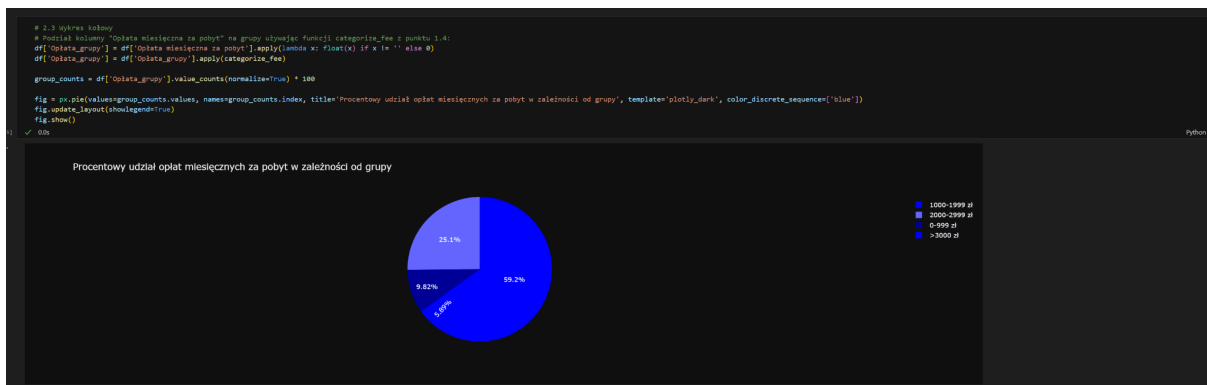 # 2.3 Wykres kołowy
# Podział kolumny "Opłata miesięczna za pobyt" na grupy używając funkcji categorize_fee z punktu 1.4:
df['Opłata_grupy'] = df['Opłata miesięczna za pobyt'].apply(lambda x: float(x) if x != '' else 0)
df['Opłata_grupy'] = df['Opłata_grupy'].apply(categorize_fee)
group_counts = df['Opłata_grupy'].value_counts(normalize=True) * 100
fig = px.pie(values=group_counts.values, names=group_counts.index, title='Procentowy udział opłat miesięcznych za pobyt w zależności od grupy', template='plotly_dark', color_discrete_sequence=['blue'])
fig.update_layout(showlegend=True)
fig.show()
✓ 0.0s
Python
Procentowy udział opłat miesięcznych za pobyt w zależności od grupy
1000-1999 zł
2000-2999 zł
0-999 zł
>3000 zł
25.1%
59.2%
9.82%
5.89%